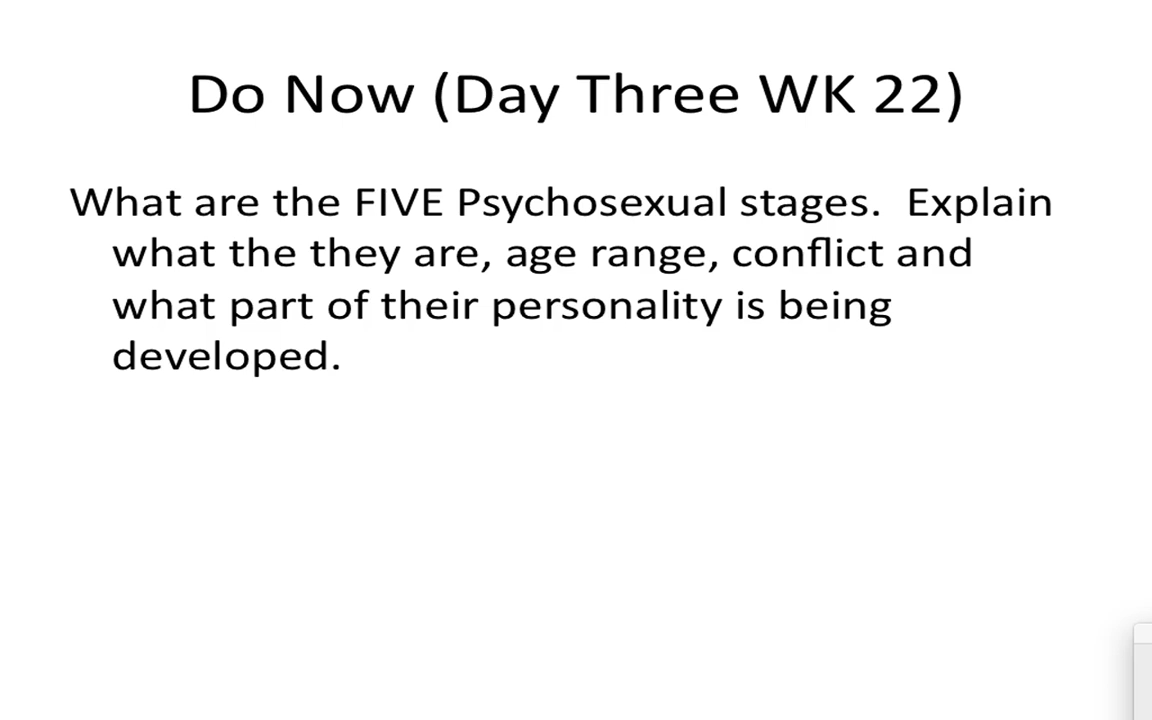 Do Now (Day Three WK 22)
What are the FIVE Psychosexual stages.  Explain
what the they are, age range, conflict and
what part of their personality is being
developed.